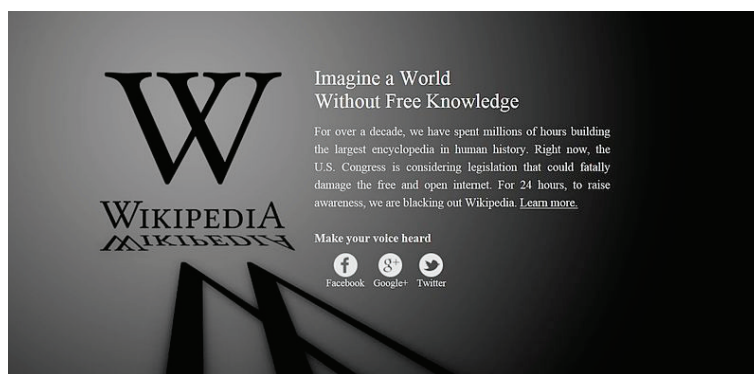 W
WIKIPEDIA
Imagine a World
Without Free Knowledge
For over a decade, we have spent millions of hours building
the largest encyclopedia in human history. Right now, the
U.S. Congress is considering legislation that could fatally
damage the free and open internet. For 24 hours, to raise
awareness, we are blacking out Wikipedia. Learn more.
Make your voice heard
Facebook Google+ Twitter